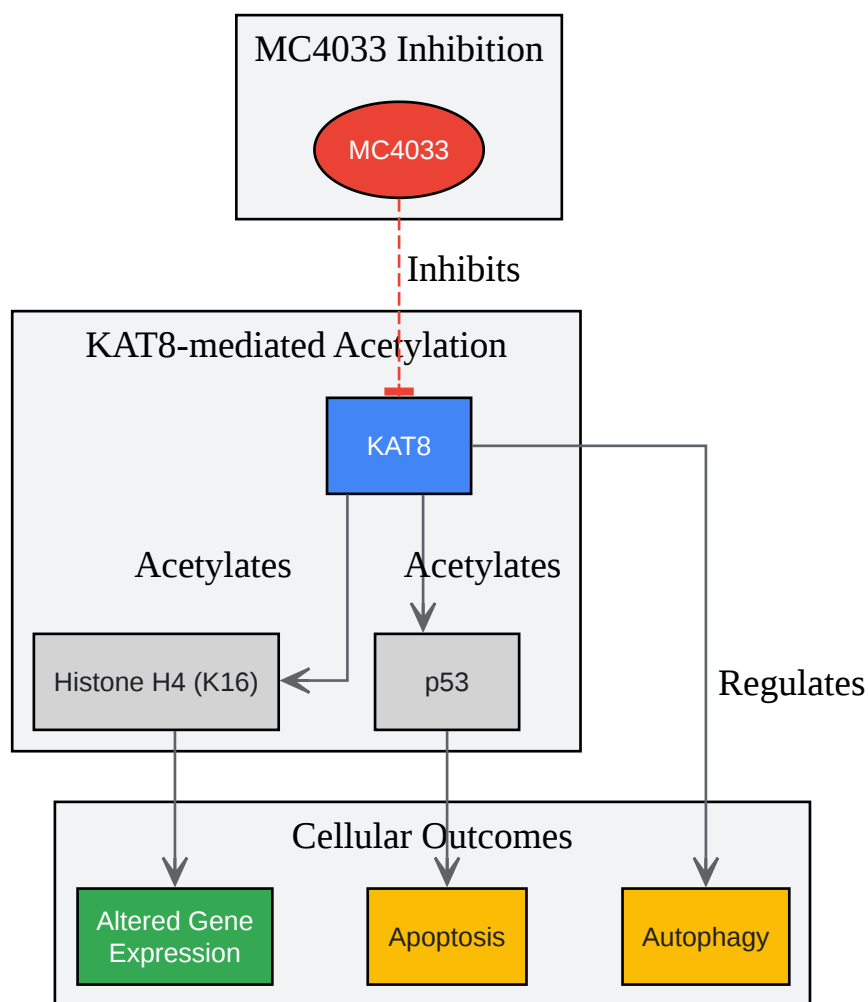 MC4033 Inhibition
MC4033
Inhibits
KAT8-mediated Acetylation
KAT8
Acetylates
Acetylates
Histone H4 (K16)
p53
Regulates
Cellular Outcomes
Altered Gene
Expression
Apoptosis
Autophagy